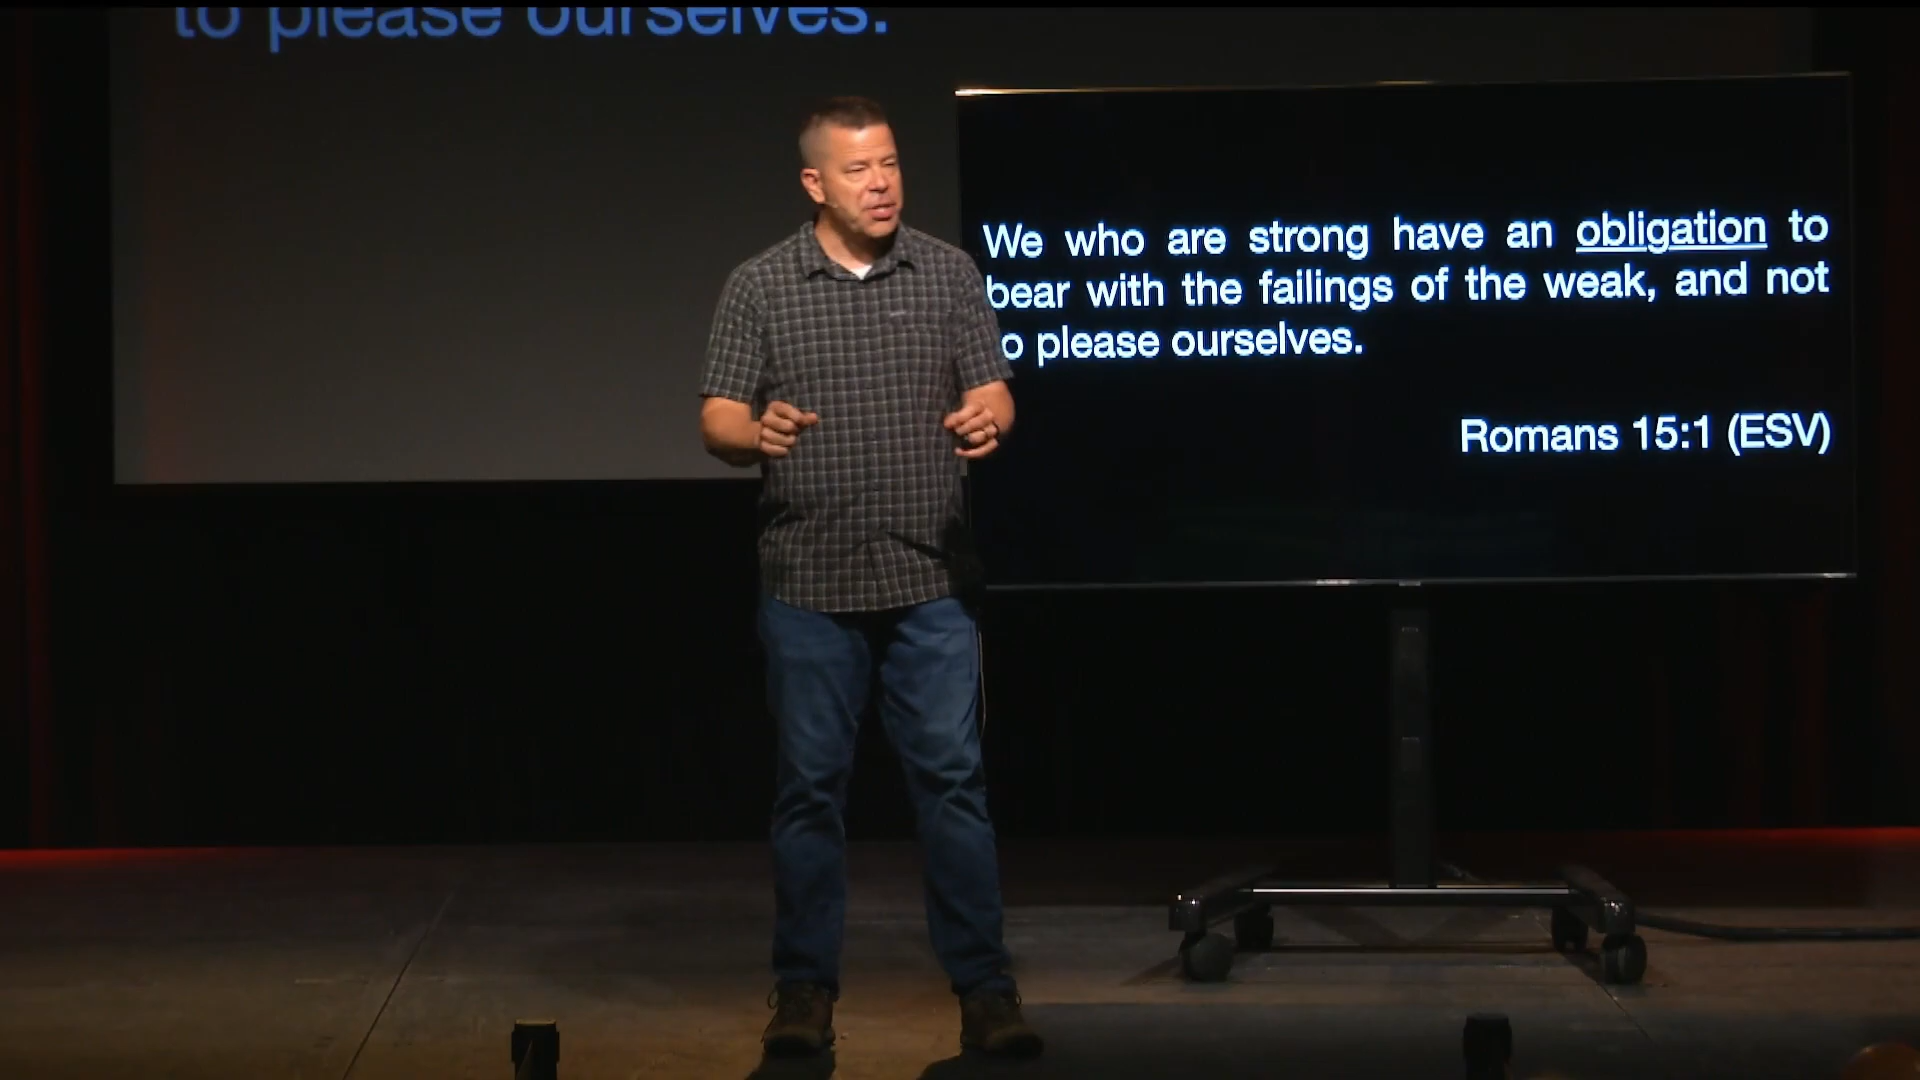 to please ourselves.
We who are strong have an obligation to
bear with the failings of the weak, and not
o please ourselves.
Romans 15:1 (ESV)